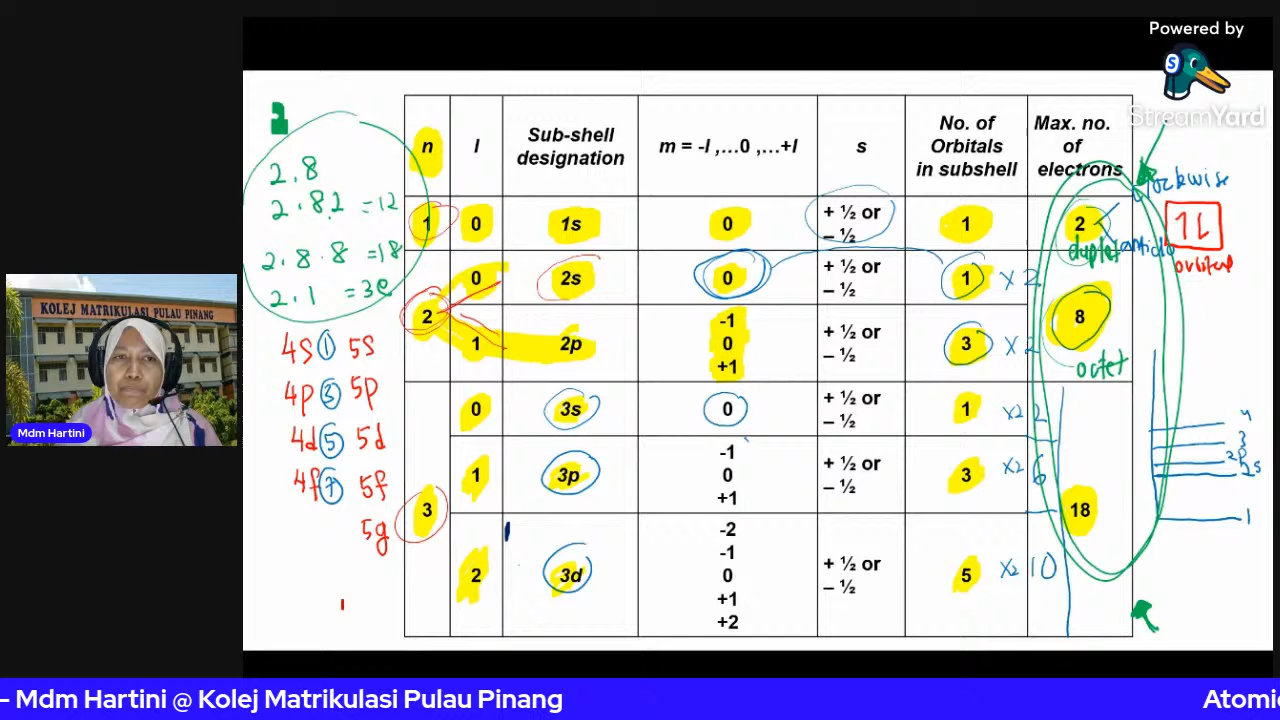 Powered by
StreamYard
n
l
Sub-shell
designation
m = -l ,…0 ,…+l
s
No. of
Orbitals
in subshell
Max. no.
of
electrons
1
0
1s
0
+ ½ or
– ½
1
2
duplet
clockwise
1L
orbital
2
0
2s
0
+ ½ or
– ½
1
x 2
8
octet
1
2p
-1
0
+1
+ ½ or
– ½
3
x 2
3
0
3s
0
+ ½ or
– ½
1
x2 2
18
1
3p
-1
0
+1
+ ½ or
– ½
3
x2 6
2
3d
-2
-1
0
+1
+2
+ ½ or
– ½
5
x2 10
2.8
2.8.2 =12
2.8.8 =18
2.1 =3e
4s 1 5s
4p 3 5p
4d 5 5d
4f 7 5f
5g
4
3
2p
2s
1
KOLEJ MATRIKULASI PULAU PINANG
Mdm Hartini
– Mdm Hartini @ Kolej Matrikulasi Pulau Pinang
Atomic